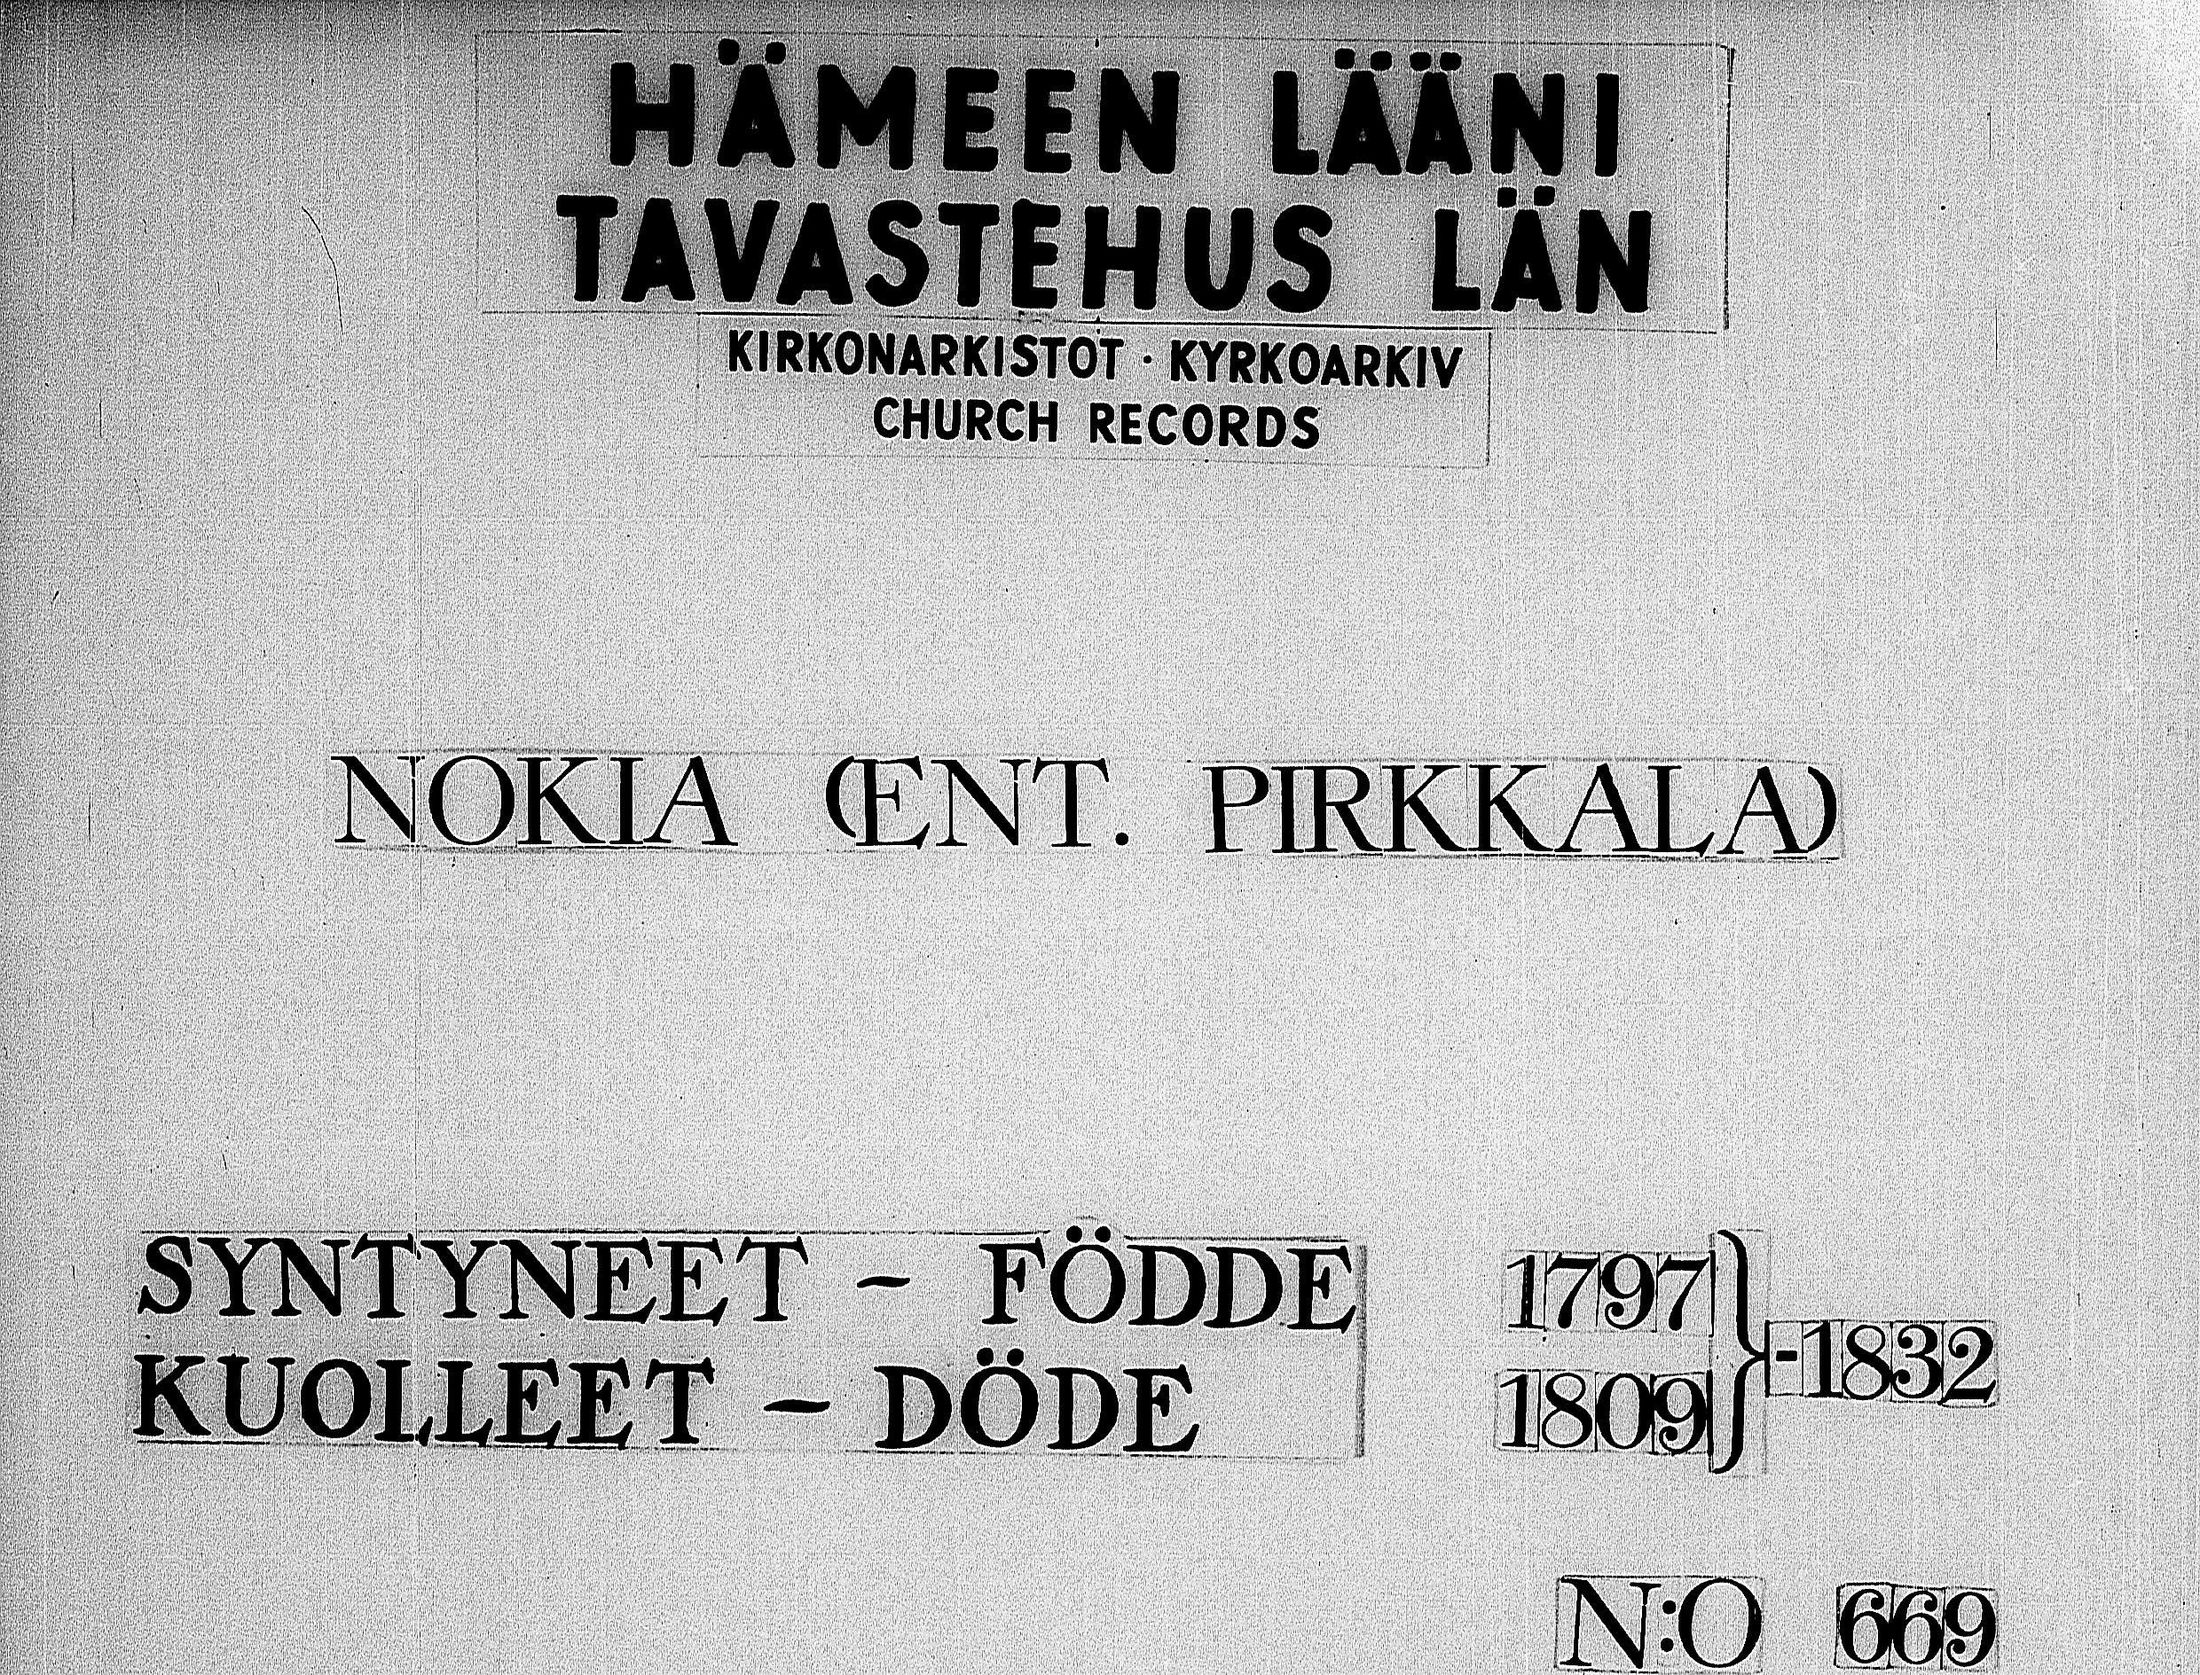 HÄMEEN LÄÄNI
TAVASTEHUS LÄN
KIRKONARKISTOT · KYRKOARKIV
CHURCH RECORDS
NOKIA (ENT. PIRKKALA)
SYNTYNEET - FÖDDE 1797
KUOLLEET - DÖDE 1809 } -1832
N:O 669